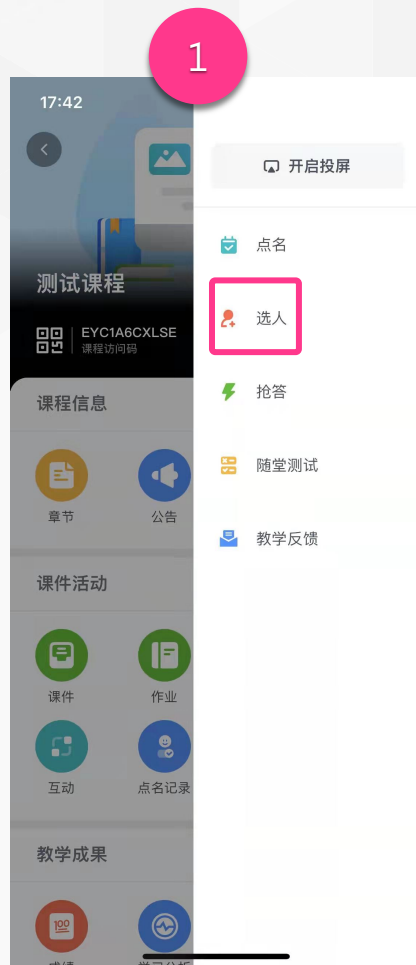 1
17:42
开启投屏
点名
测试课程
选人
EYC1A6CXLSE
课程访问码
课程信息
抢答
随堂测试
章节
公告
教学反馈
课件活动
课件
作业
互动
点名记录
教学成果
100